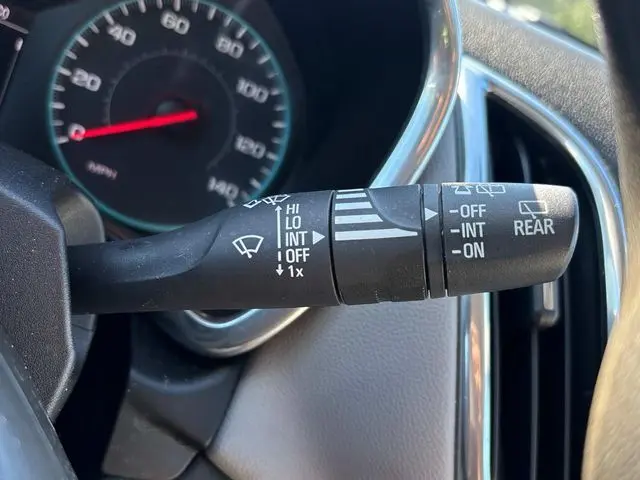 0
20
40
60
80
100
120
140
MPH
HI
LO
INT
OFF
1x
-OFF
-INT
-ON
REAR